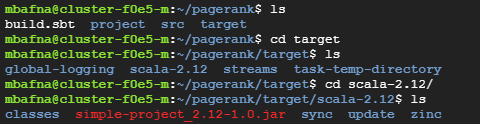 mbafna@cluster-f0e5-m:~/pagerank$ ls
build.sbt project src target
mbafna@cluster-f0e5-m:~/pagerank$ cd target
mbafna@cluster-f0e5-m:~/pagerank/target$ ls
global-logging scala-2.12 streams task-temp-directory
mbafna@cluster-f0e5-m:~/pagerank/target$ cd scala-2.12/
mbafna@cluster-f0e5-m:~/pagerank/target/scala-2.12$ ls
classes simple-project_2.12-1.0.jar sync update zinc